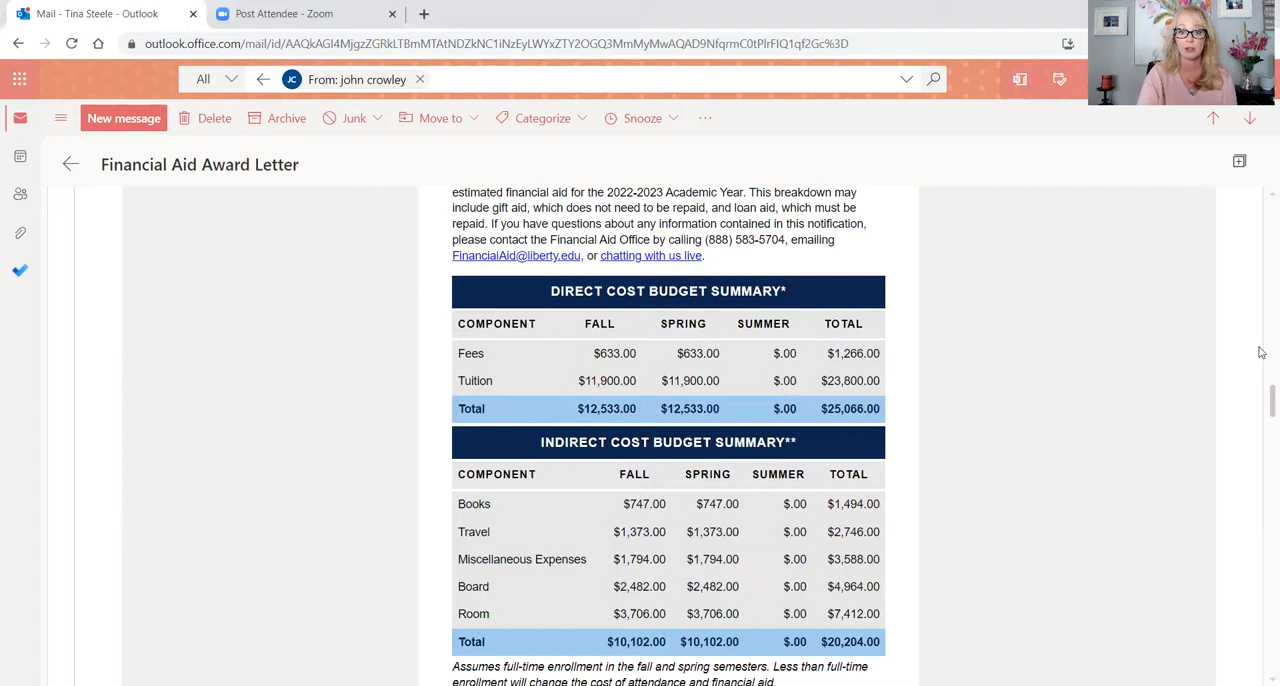 Mail - Tina Steele - Outlook
Post Attendee - Zoom
outlook.office.com/mail/id/AAQkAGI4MjgzZGRkLTBmMTAtNDZkNC1iNzEyLWYxZTY2OGQ3MmMyMwAQAD9NfqrmC0tPlrFIQ1qf2Gc%3D
All
JC From: john crowley
New message Delete Archive Junk Move to Categorize Snooze
Financial Aid Award Letter
estimated financial aid for the 2022-2023 Academic Year. This breakdown may
include gift aid, which does not need to be repaid, and loan aid, which must be
repaid. If you have questions about any information contained in this notification,
please contact the Financial Aid Office by calling (888) 583-5704, emailing
FinancialAid@liberty.edu, or chatting with us live.
DIRECT COST BUDGET SUMMARY*
COMPONENT FALL SPRING SUMMER TOTAL
Fees $633.00 $633.00 $.00 $1,266.00
Tuition $11,900.00 $11,900.00 $.00 $23,800.00
Total $12,533.00 $12,533.00 $.00 $25,066.00
INDIRECT COST BUDGET SUMMARY**
COMPONENT FALL SPRING SUMMER TOTAL
Books $747.00 $747.00 $.00 $1,494.00
Travel $1,373.00 $1,373.00 $.00 $2,746.00
Miscellaneous Expenses $1,794.00 $1,794.00 $.00 $3,588.00
Board $2,482.00 $2,482.00 $.00 $4,964.00
Room $3,706.00 $3,706.00 $.00 $7,412.00
Total $10,102.00 $10,102.00 $.00 $20,204.00
Assumes full-time enrollment in the fall and spring semesters. Less than full-time
enrollment will change the cost of attendance and financial aid.